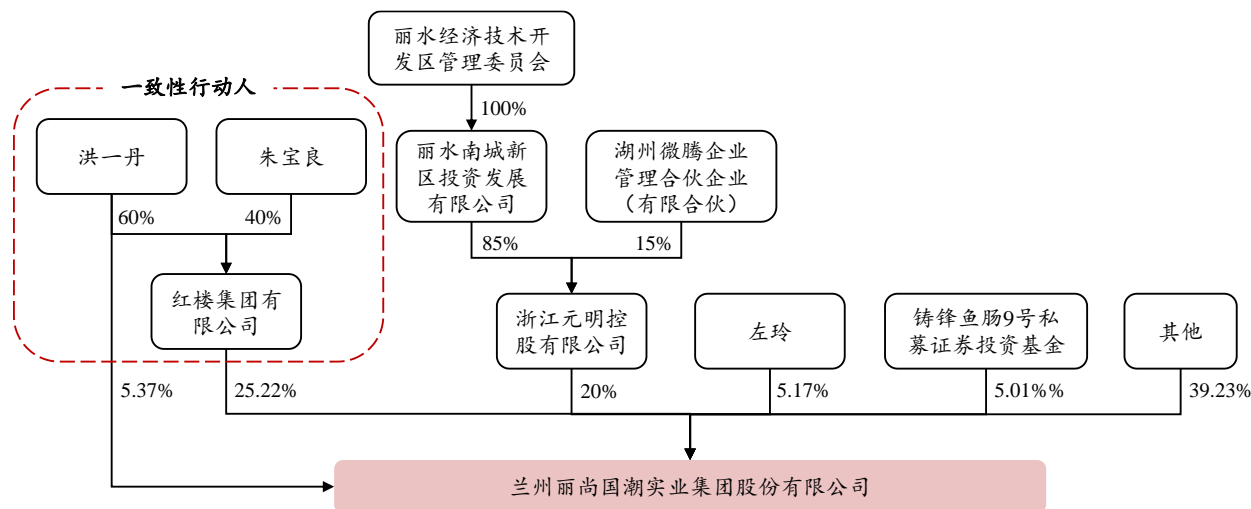 丽水经济技术开
发区管理委员会
一致性行动人
100%
洪一丹
朱宝良
丽水南城新
区投资发展
有限公司
湖州微腾企业
管理合伙企业
（有限合伙）
60%
40%
85%
15%
红楼集团有
限公司
浙江元明控
股有限公司
左玲
铸锋鱼肠9号私
募证券投资基金
其他
5.37%
25.22%
20%
5.17%
5.01%%
39.23%
兰州丽尚国潮实业集团股份有限公司